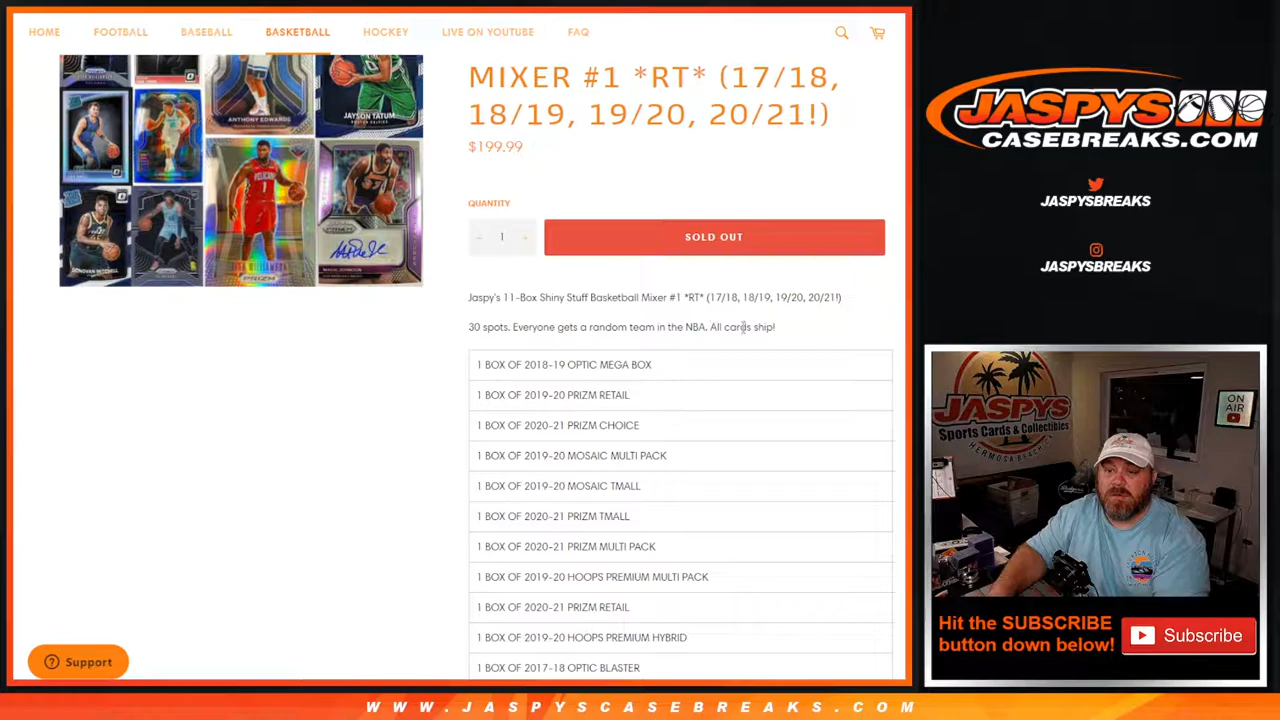 HOME FOOTBALL BASEBALL BASKETBALL HOCKEY LIVE ON YOUTUBE FAQ
MIXER #1 *RT* (17/18,
18/19, 19/20, 20/21!)
$199.99
QUANTITY
1
SOLD OUT
Jaspy's 11-Box Shiny Stuff Basketball Mixer #1 *RT* (17/18, 18/19, 19/20, 20/21!)
30 spots. Everyone gets a random team in the NBA. All cards ship!
1 BOX OF 2018-19 OPTIC MEGA BOX
1 BOX OF 2019-20 PRIZM RETAIL
1 BOX OF 2020-21 PRIZM CHOICE
1 BOX OF 2019-20 MOSAIC MULTI PACK
1 BOX OF 2019-20 MOSAIC TMALL
1 BOX OF 2020-21 PRIZM TMALL
1 BOX OF 2020-21 PRIZM MULTI PACK
1 BOX OF 2019-20 HOOPS PREMIUM MULTI PACK
1 BOX OF 2020-21 PRIZM RETAIL
1 BOX OF 2019-20 HOOPS PREMIUM HYBRID
1 BOX OF 2017-18 OPTIC BLASTER
ANTHONY EDWARDS
JAYSON TATUM
PELICANS
DONOVAN MITCHELL
PRIZM
Support
JASPYS
CASEBREAKS.COM
JASPYSBREAKS
JASPYSBREAKS
JASPYS
Sports Cards & Collectibles
HERMOSA BEACH
ON
AIR
Hit the SUBSCRIBE
button down below!
Subscribe
WWW.JASPYSCASEBREAKS.COM